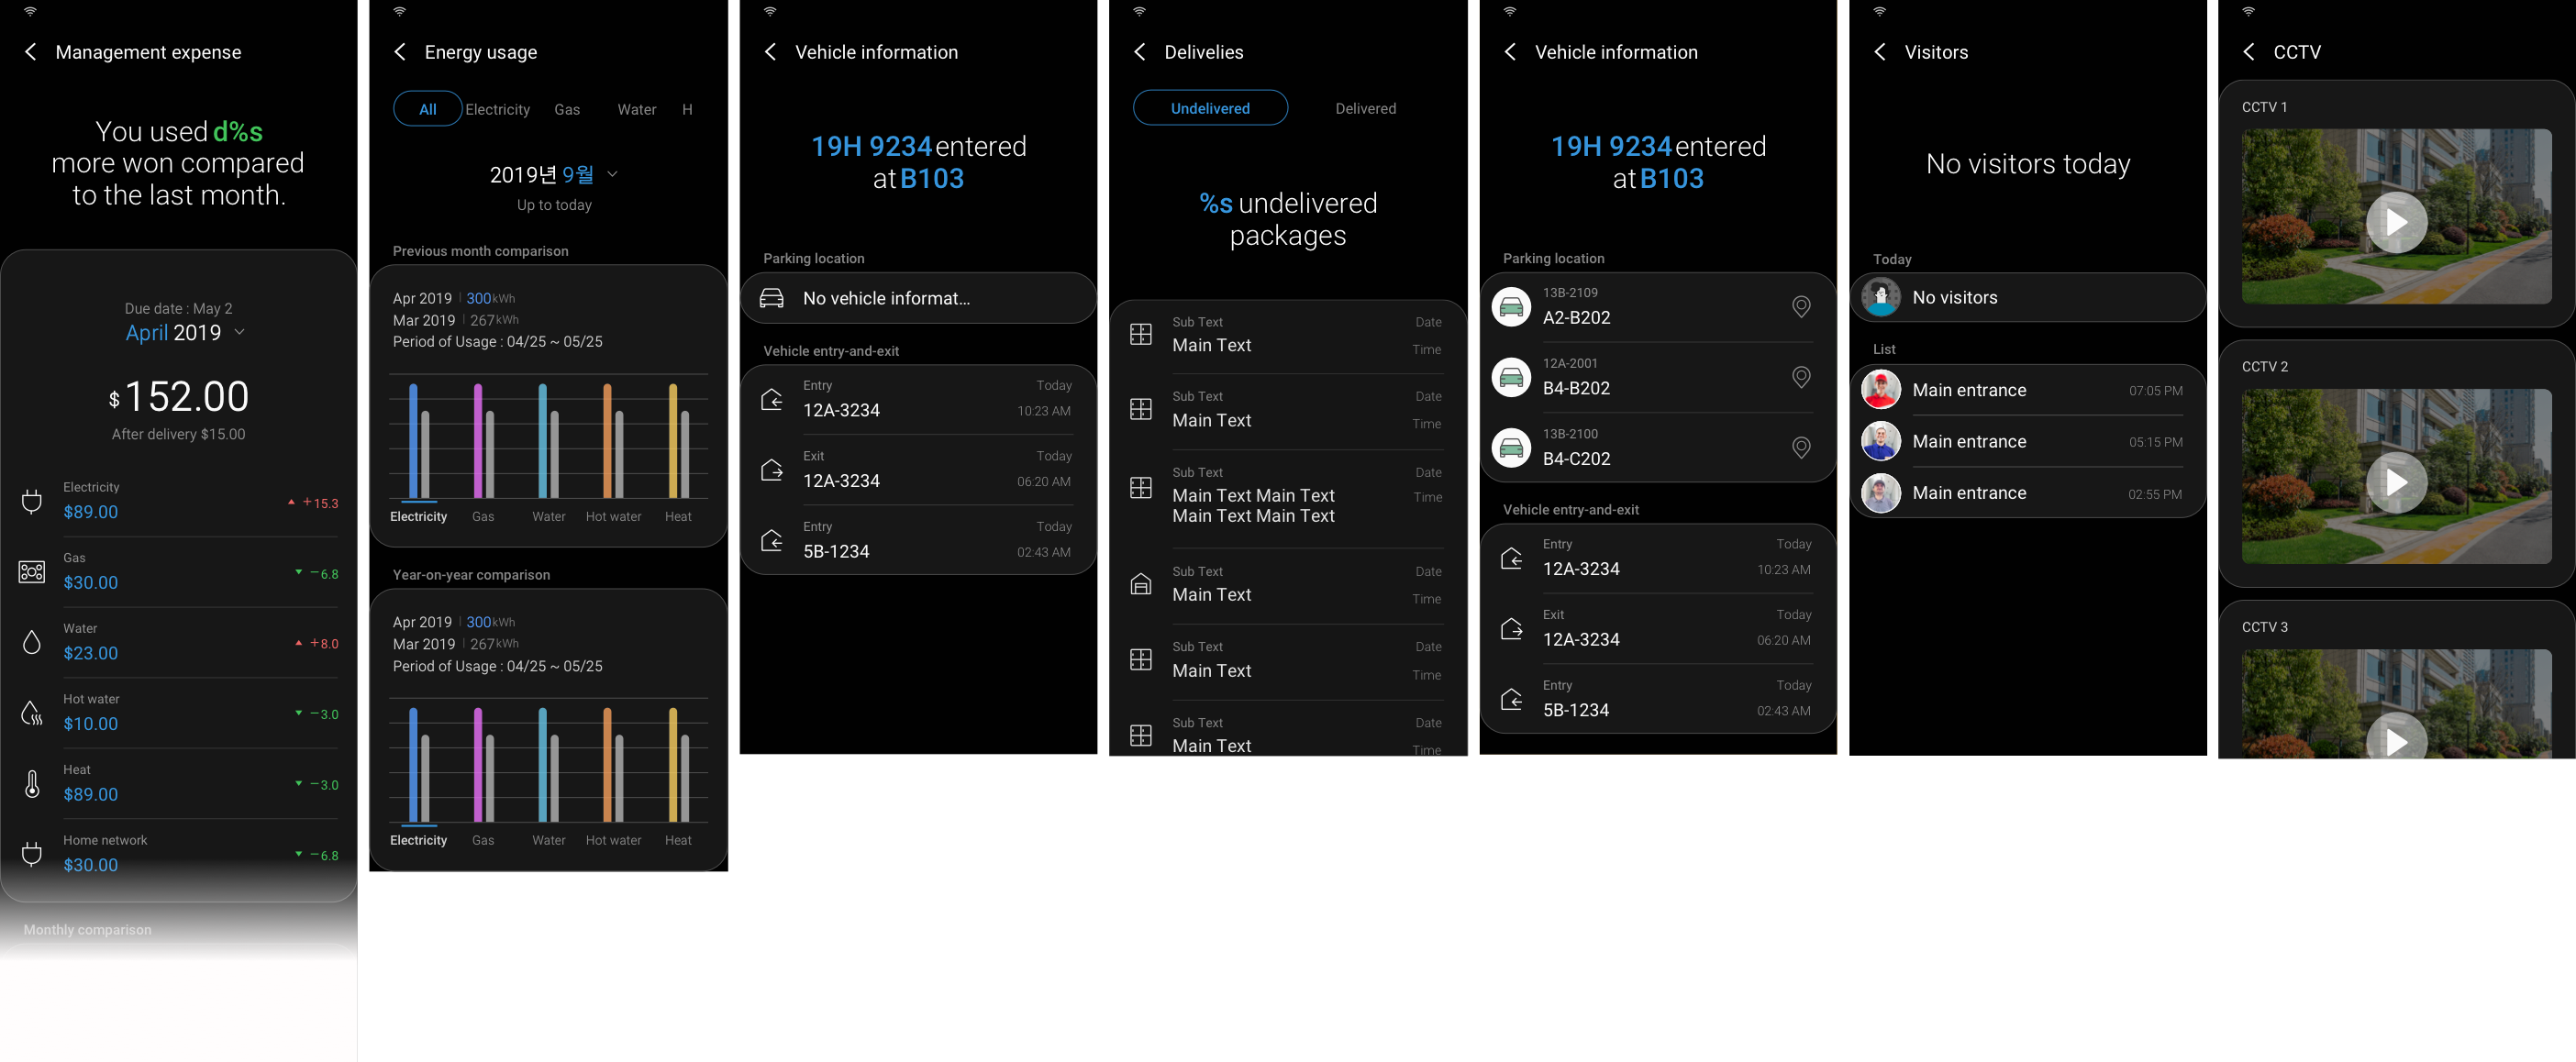 Management expense
You used d%s
more won compared
to the last month.
Due date : May 2
April 2019
$152.00
After delivery $15.00
Electricity
$89.00
+15.3
Gas
$30.00
−6.8
Water
$23.00
+8.0
Hot water
$10.00
−3.0
Heat
$89.00
−3.0
Home network
$30.00
−6.8
Monthly comparison
Energy usage
All Electricity Gas Water H
2019년 9월
Up to today
Previous month comparison
Apr 2019 | 300kWh
Mar 2019 | 267kWh
Period of Usage : 04/25 ~ 05/25
Electricity Gas Water Hot water Heat
Year-on-year comparison
Apr 2019 | 300kWh
Mar 2019 | 267kWh
Period of Usage : 04/25 ~ 05/25
Electricity Gas Water Hot water Heat
Vehicle information
19H 9234 entered
at B103
Parking location
No vehicle informat...
Vehicle entry-and-exit
Entry Today
12A-3234 10:23 AM
Exit Today
12A-3234 06:20 AM
Entry Today
5B-1234 02:43 AM
Delivelies
Undelivered Delivered
%s undelivered
packages
Sub Text Date
Main Text Time
Sub Text Date
Main Text Time
Sub Text Date
Main Text Main Text Time
Main Text Main Text
Sub Text Date
Main Text Time
Sub Text Date
Main Text Time
Sub Text Date
Main Text Time
Vehicle information
19H 9234 entered
at B103
Parking location
13B-2109
A2-B202
12A-2001
B4-B202
13B-2100
B4-C202
Vehicle entry-and-exit
Entry Today
12A-3234 10:23 AM
Exit Today
12A-3234 06:20 AM
Entry Today
5B-1234 02:43 AM
Visitors
No visitors today
Today
No visitors
List
Main entrance 07:05 PM
Main entrance 05:15 PM
Main entrance 02:55 PM
CCTV
CCTV 1
CCTV 2
CCTV 3